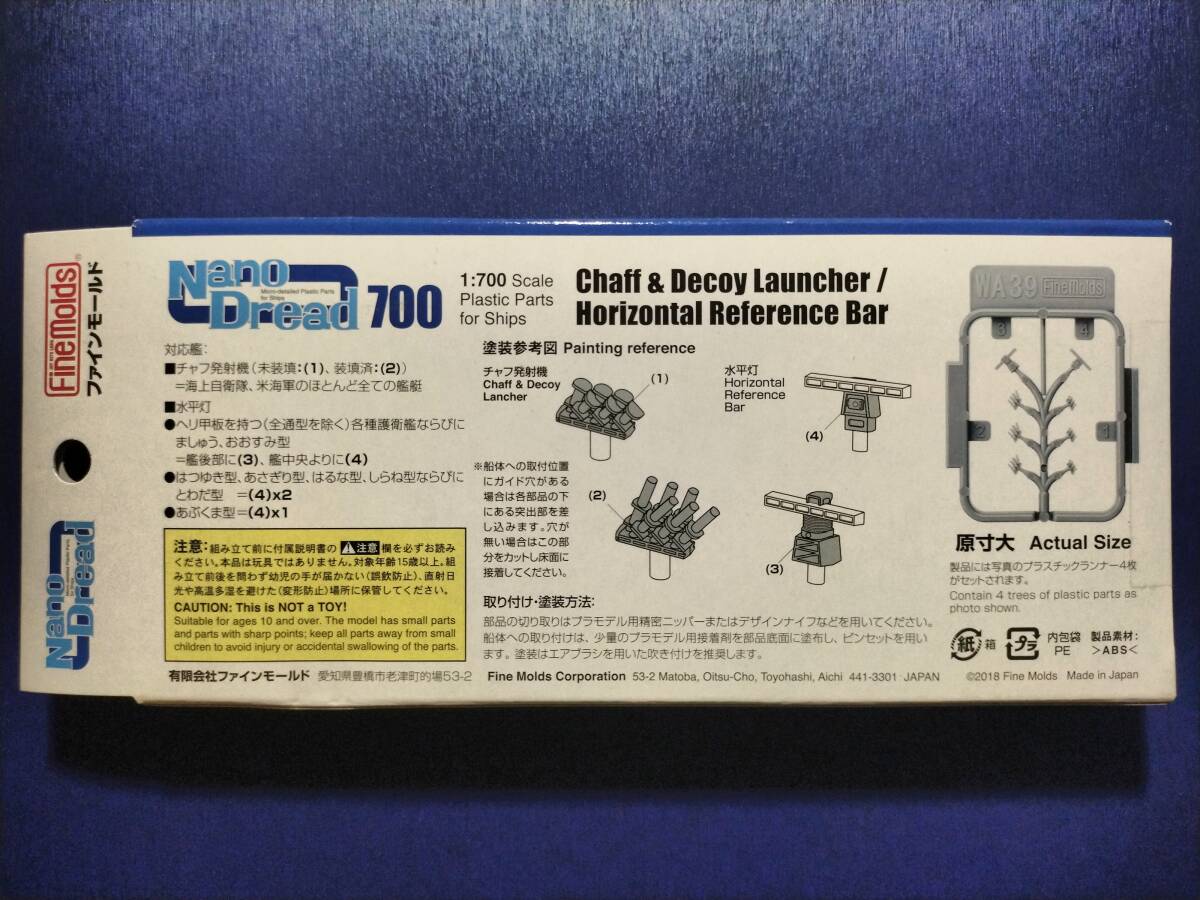 FineMolds®
ファインモールド
Nano Dread
Nano
Micro-detailed Plastic Parts
for Ships
Dread 700
1:700 Scale
Plastic Parts
for Ships
Chaff & Decoy Launcher /
Horizontal Reference Bar
対応艦:
■チャフ発射機(未装填:(1)、装填済:(2))
=海上自衛隊、米海軍のほとんど全ての艦艇
■水平灯
●ヘリ甲板を持つ(全通型を除く)各種護衛艦ならびに
ましゅう、おおすみ型
=艦後部に(3)、艦中央よりに(4)
●はつゆき型、あさぎり型、はるな型、しらね型ならびに
とわだ型 =(4)x2
●あぶくま型=(4)x1
注意:組み立て前に付属説明書の ⚠注意 欄を必ずお読み
ください。本品は玩具ではありません。対象年齢15歳以上。組
み立て前後を問わず幼児の手が届かない(誤飲防止)、直射日
光や高温多湿を避けた(変形防止)場所に保管してください。
CAUTION: This is NOT a TOY!
Suitable for ages 10 and over. The model has small parts
and parts with sharp points; keep all parts away from small
children to avoid injury or accidental swallowing of the parts.
塗装参考図 Painting reference
チャフ発射機
Chaff & Decoy
Lancher
(1)
水平灯
Horizontal
Reference
Bar
(4)
※船体への取付位置
にガイド穴がある
場合は各部品の下
にある突出部を差
し込みます。穴が
無い場合はこの部
分をカットし床面に
接着してください。
(2)
(3)
取り付け・塗装方法:
部品の切り取りはプラモデル用精密ニッパーまたはデザインナイフなどを用いてください。
船体への取り付けは、少量のプラモデル用接着剤を部品底面に塗布し、ピンセットを用い
ます。塗装はエアブラシを用いた吹き付けを推奨します。
WA39 FineMolds
3 4
2 1
原寸大 Actual Size
製品には写真のプラスチックランナー4枚
がセットされます。
Contain 4 trees of plastic parts as
photo shown.
紙 箱 プラ 内包袋 PE 製品素材: >ABS<
有限会社ファインモールド 愛知県豊橋市老津町的場53-2 Fine Molds Corporation 53-2 Matoba, Oitsu-Cho, Toyohashi, Aichi 441-3301 JAPAN
©2018 Fine Molds Made in Japan